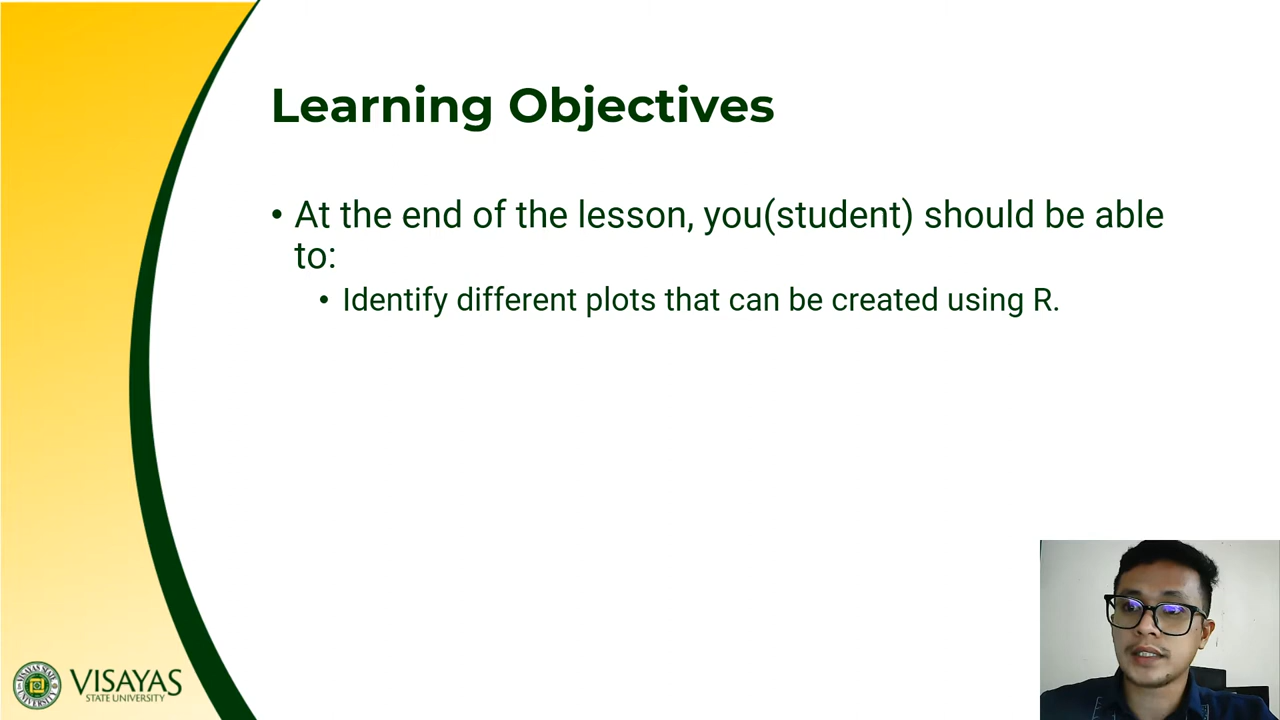 Learning Objectives
• At the end of the lesson, you(student) should be able
to:
• Identify different plots that can be created using R.
VISAYAS
STATE UNIVERSITY